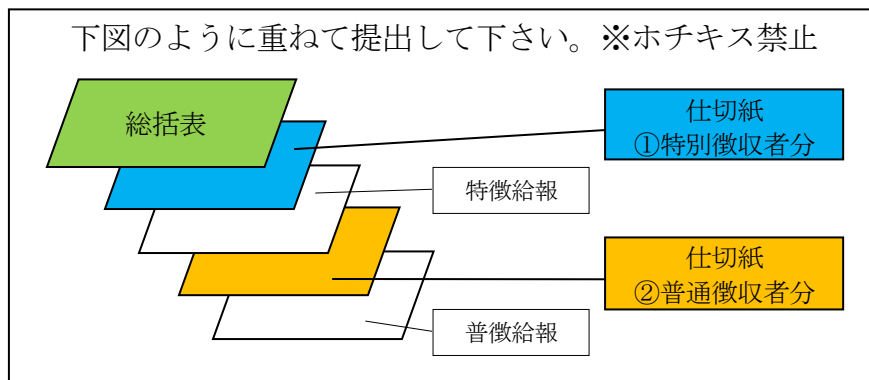 下図のように重ねて提出して下さい。※ホチキス禁止
総括表
仕切紙
①特別徴収者分
特徴給報
仕切紙
②普通徴収者分
普徴給報